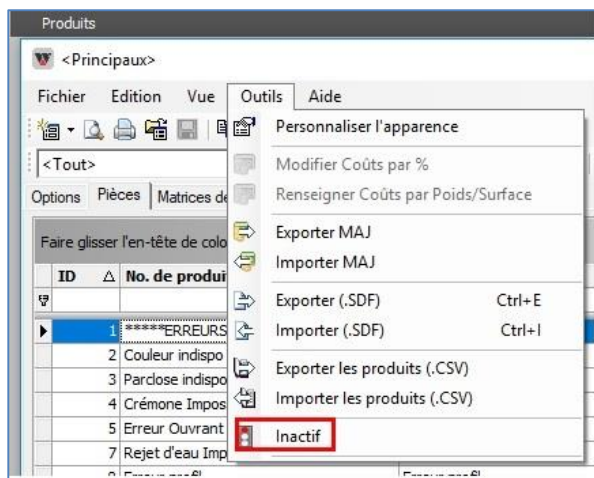 Produits
<Principaux>
Fichier Edition Vue Outils Aide
Personnaliser l'apparence
<Tout>
Modifier Coûts par %
Renseigner Coûts par Poids/Surface
Options Pièces Matrices de
Exporter MAJ
Importer MAJ
Faire glisser l'en-tête de colo
ID No. de produi
Exporter (.SDF) Ctrl+E
Importer (.SDF) Ctrl+I
Exporter les produits (.CSV)
Importer les produits (.CSV)
Inactif
1 *****ERREURS
2 Couleur indispo
3 Parclose indispo
4 Crémone Impos
5 Erreur Ouvrant
7 Rejet d'eau Imp